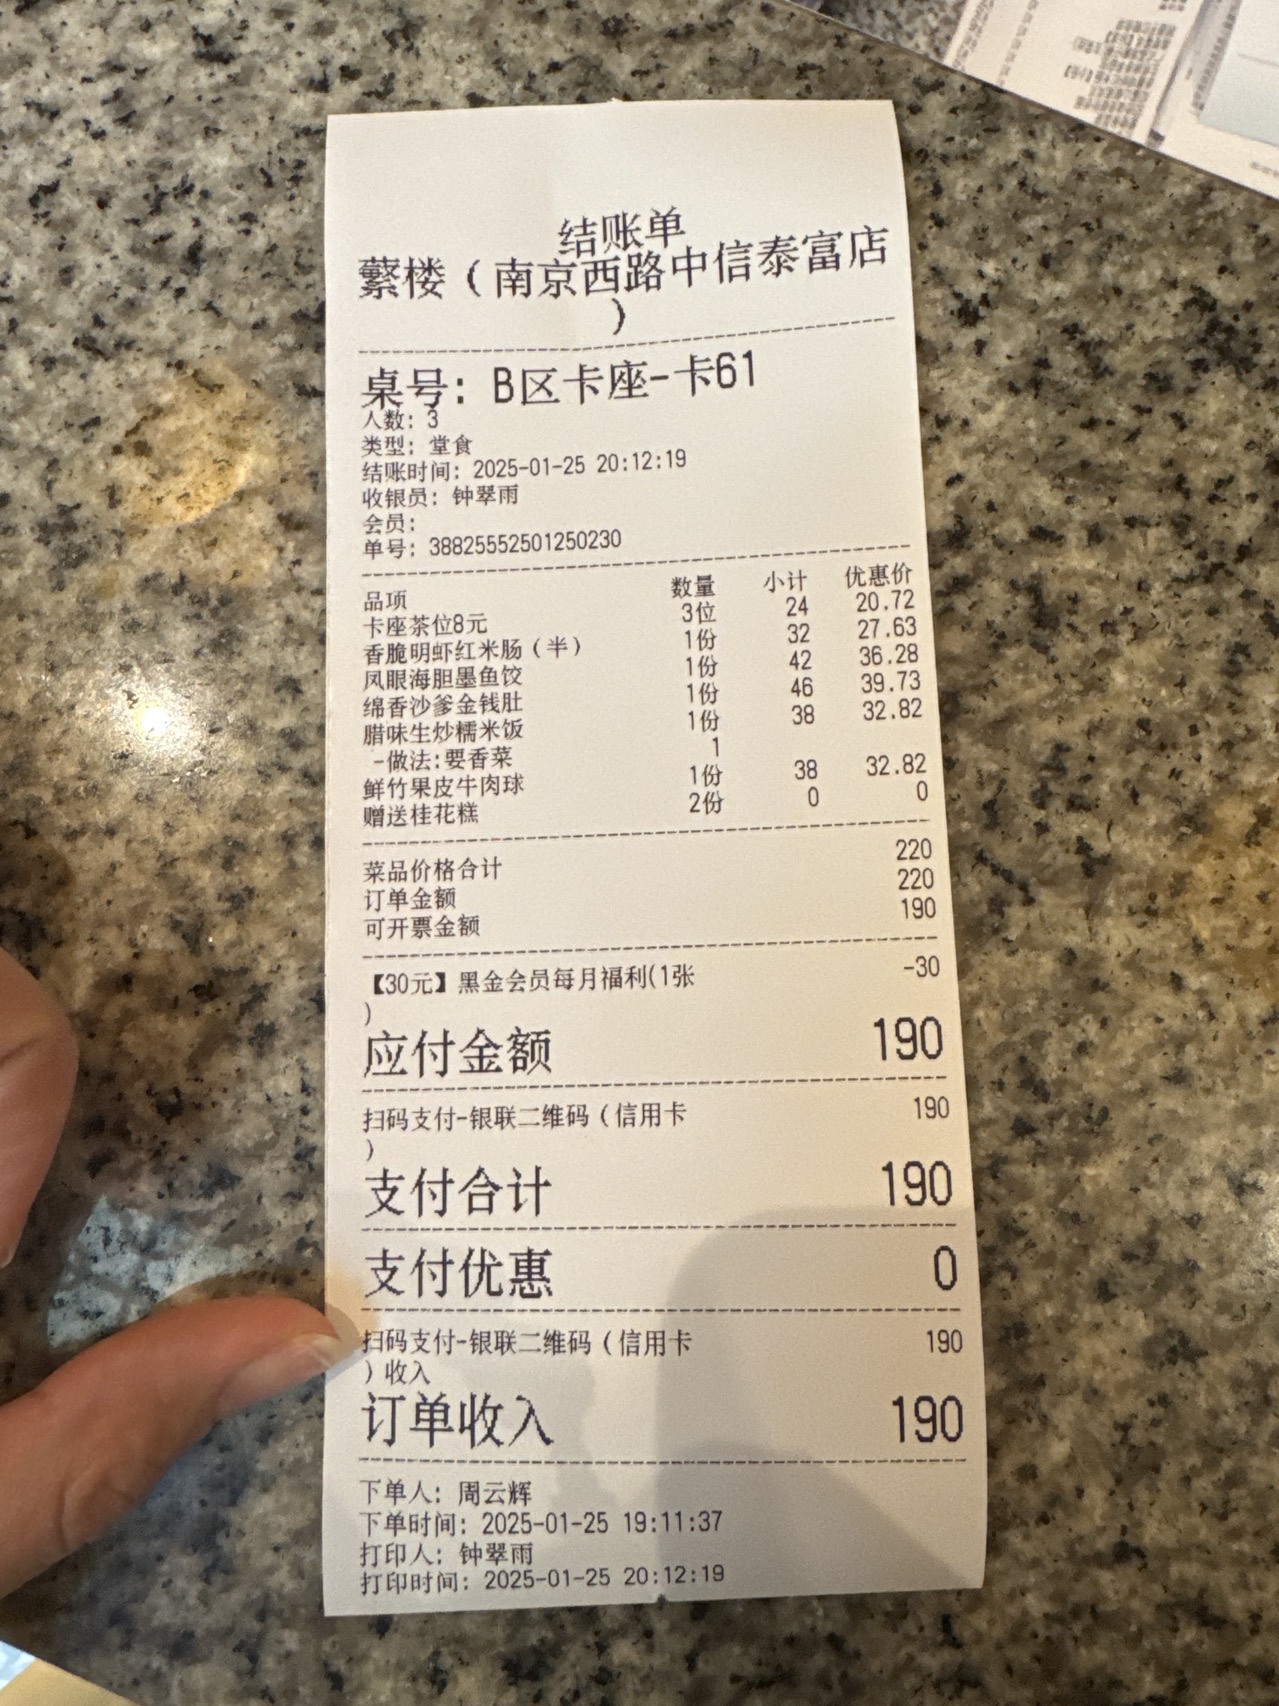 结账单
蘩楼（南京西路中信泰富店
）
桌号：B区卡座-卡61
人数：3
类型：堂食
结账时间：2025-01-25 20:12:19
收银员：钟翠雨
会员：
单号：38825552501250230
品项 数量 小计 优惠价
卡座茶位8元 3位 24 20.72
香脆明虾红米肠（半） 1份 32 27.63
凤眼海胆墨鱼饺 1份 42 36.28
绵香沙爹金钱肚 1份 46 39.73
腊味生炒糯米饭 1份 38 32.82
-做法:要香菜 1
鲜竹果皮牛肉球 1份 38 32.82
赠送桂花糕 2份 0 0
菜品价格合计 220
订单金额 220
可开票金额 190
【30元】黑金会员每月福利(1张 -30
)
应付金额 190
扫码支付-银联二维码（信用卡 190
）
支付合计 190
支付优惠 0
扫码支付-银联二维码（信用卡 190
）收入
订单收入 190
下单人：周云辉
下单时间：2025-01-25 19:11:37
打印人：钟翠雨
打印时间：2025-01-25 20:12:19